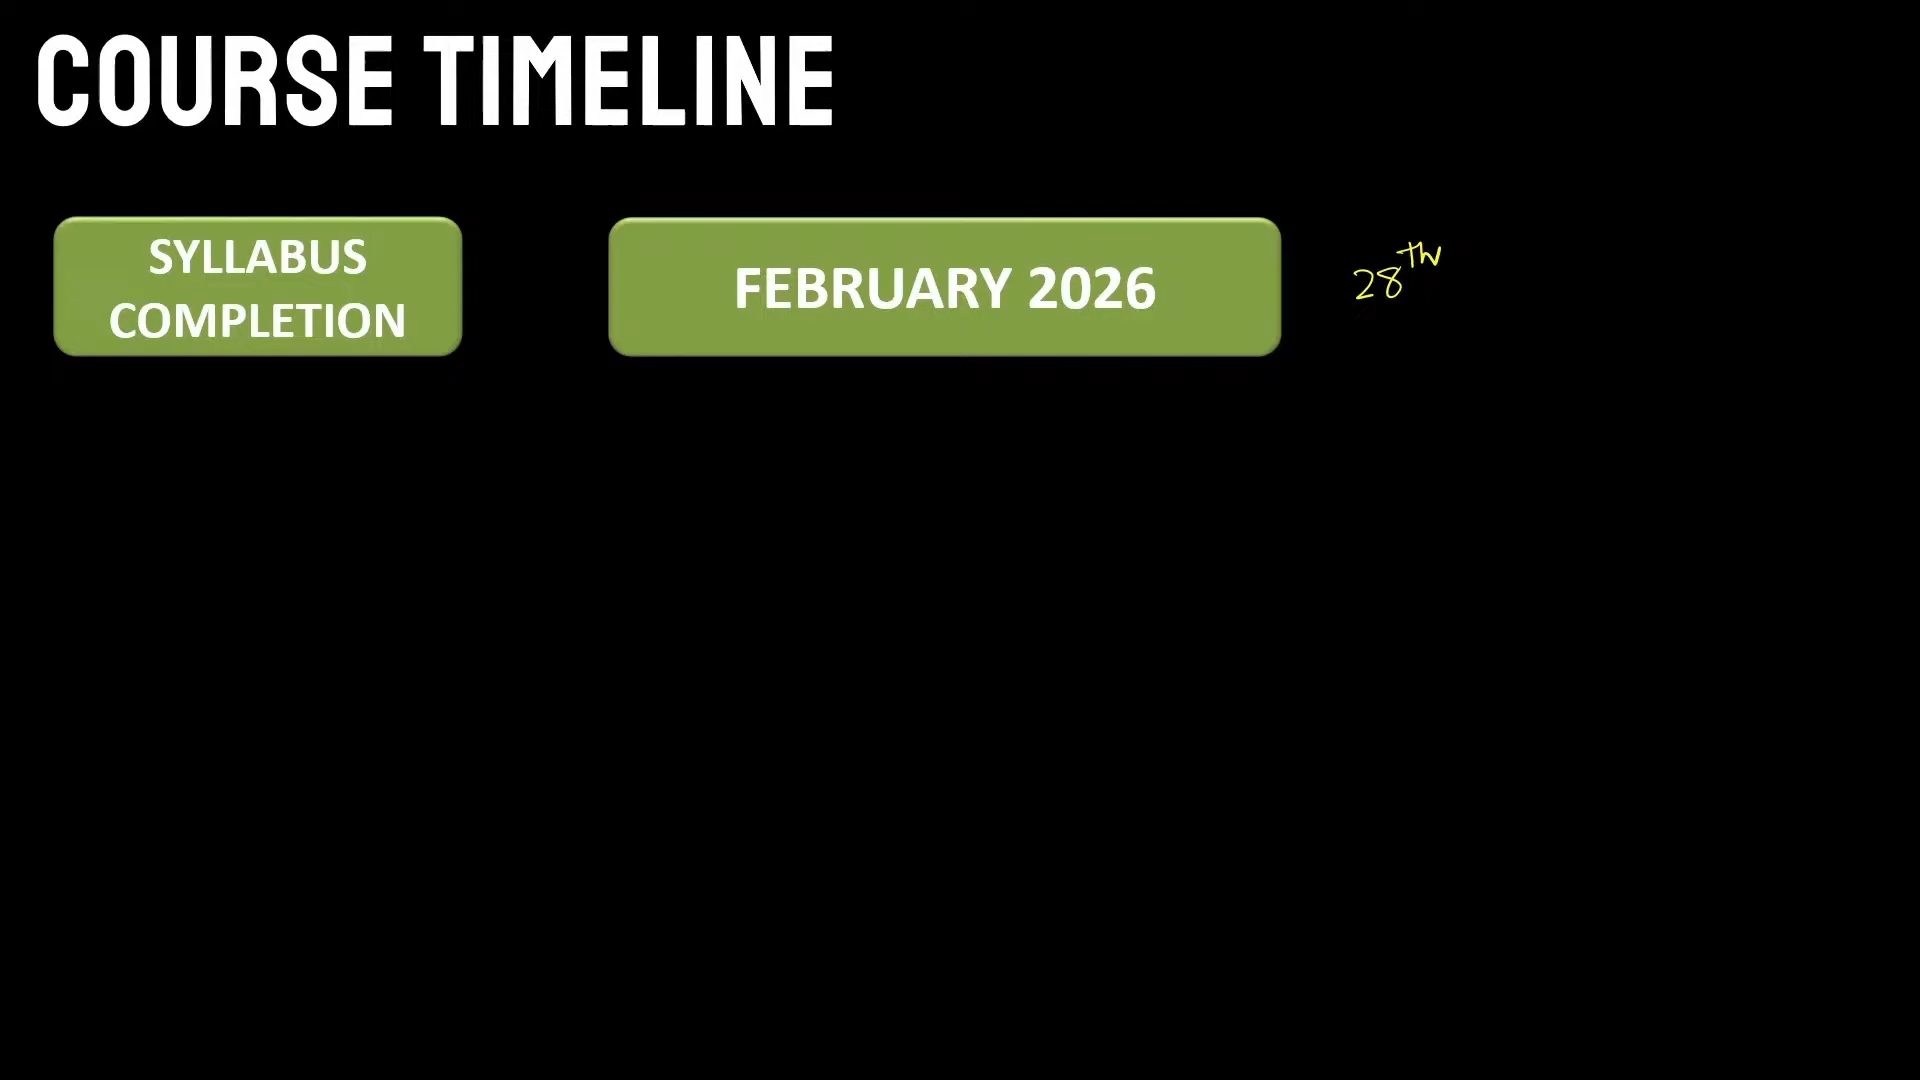 COURSE TIMELINE
SYLLABUS
COMPLETION
FEBRUARY 2026
28th